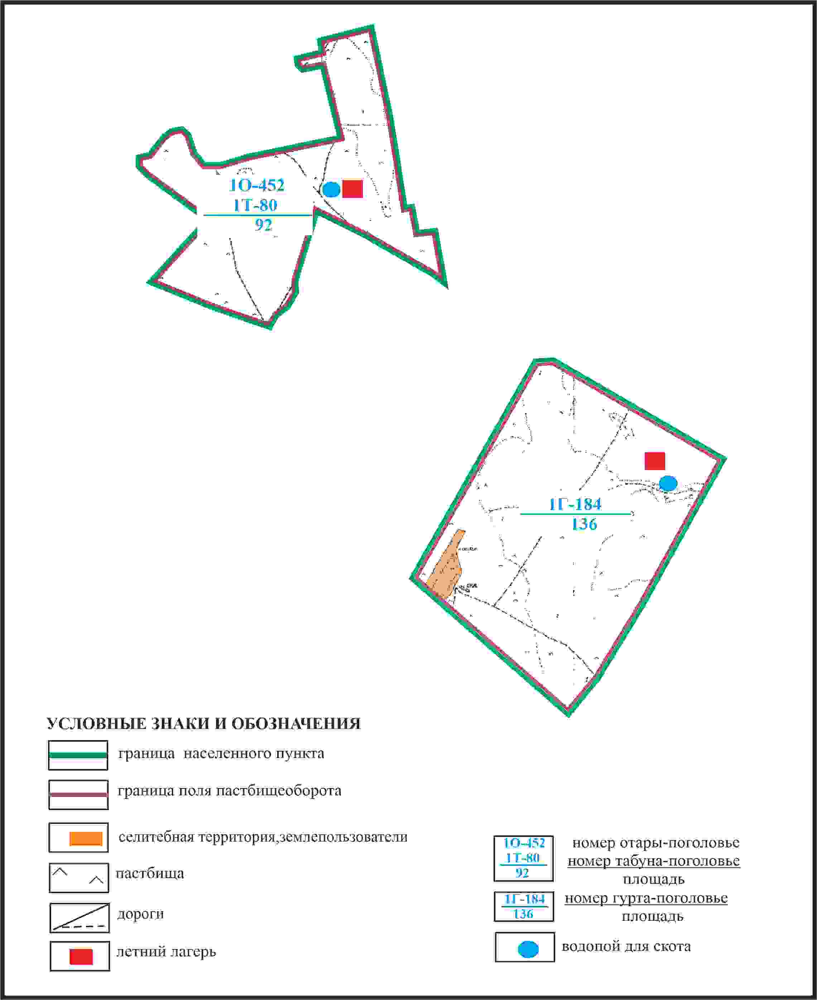 1О-452
1Т-80
92
1Г-184
136
УСЛОВНЫЕ ЗНАКИ И ОБОЗНАЧЕНИЯ
граница населенного пункта
граница поля пастбищеоборота
селитебная территория,землепользователи
пастбища
дороги
летний лагерь
1О-452
1Т-80
92
номер отары-поголовье
номер табуна-поголовье
площадь
1Г-184
136
номер гурта-поголовье
площадь
водопой для скота